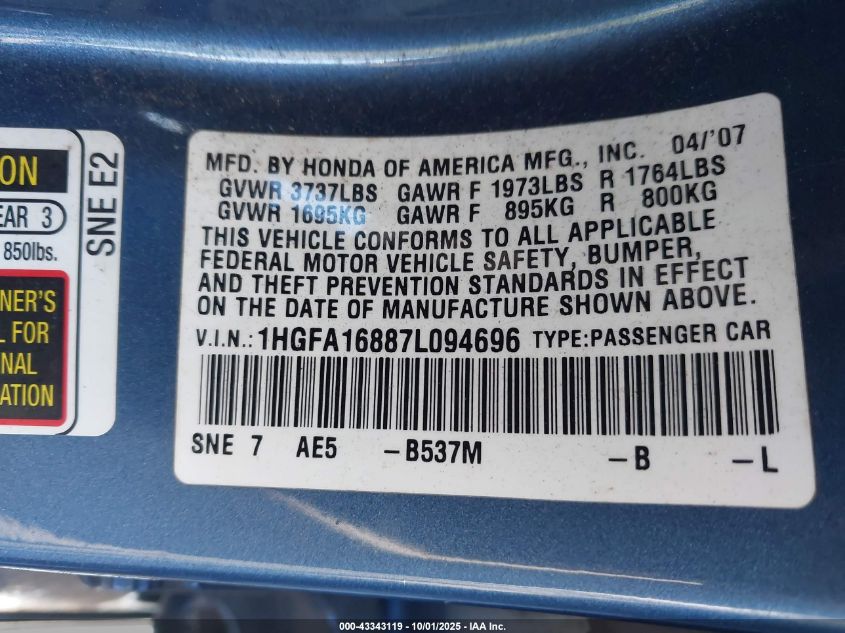 ON
EAR 3
850lbs.
NER'S
L FOR
NAL
ATION
SNE E2
MFD. BY HONDA OF AMERICA MFG., INC. 04/'07
GVWR 3737LBS GAWR F 1973LBS R 1764LBS
GVWR 1695KG GAWR F 895KG R 800KG
THIS VEHICLE CONFORMS TO ALL APPLICABLE
FEDERAL MOTOR VEHICLE SAFETY, BUMPER,
AND THEFT PREVENTION STANDARDS IN EFFECT
ON THE DATE OF MANUFACTURE SHOWN ABOVE.
V.I.N.: 1HGFA16887L094696 TYPE:PASSENGER CAR
SNE 7 AE5 -B537M -B -L
000-43343119 - 10/01/2025 - IAA Inc.